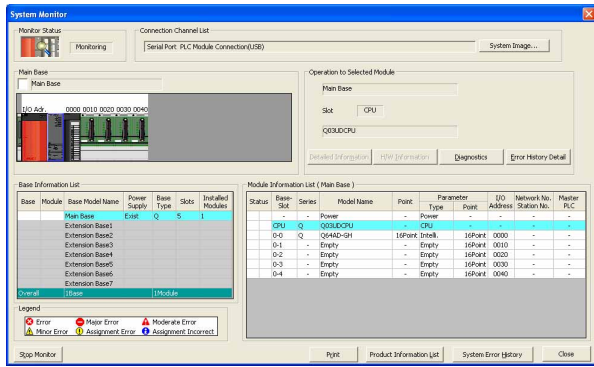 System Monitor
Monitor Status
Monitoring
Connection Channel List
Serial Port PLC Module Connection(USB)
System Image...
Main Base
Main Base
I/O Adr. 0000 0010 0020 0030 0040
Operation to Selected Module
Main Base
Slot CPU
Q03UDCPU
Detailed Information H/W Information Diagnostics Error History Detail
Base Information List
Base Module Base Model Name Power Supply Base Type Slots Installed Modules
Main Base Exist Q 5 1
Extension Base1
Extension Base2
Extension Base3
Extension Base4
Extension Base5
Extension Base6
Extension Base7
Overall 1Base 1Module
Module Information List ( Main Base )
Status Base-Slot Series Model Name Point Parameter Type Point I/O Address Network No. Station No. Master PLC
- - Power - Power - - - -
CPU Q Q03UDCPU - CPU - - - -
0-0 Q Q64AD-GH 16Point Intelli. 16Point 0000 - -
0-1 - Empty - Empty 16Point 0010 - -
0-2 - Empty - Empty 16Point 0020 - -
0-3 - Empty - Empty 16Point 0030 - -
0-4 - Empty - Empty 16Point 0040 - -
Legend
Error Major Error Moderate Error
Minor Error Assignment Error Assignment Incorrect
Stop Monitor Print Product Information List System Error History Close